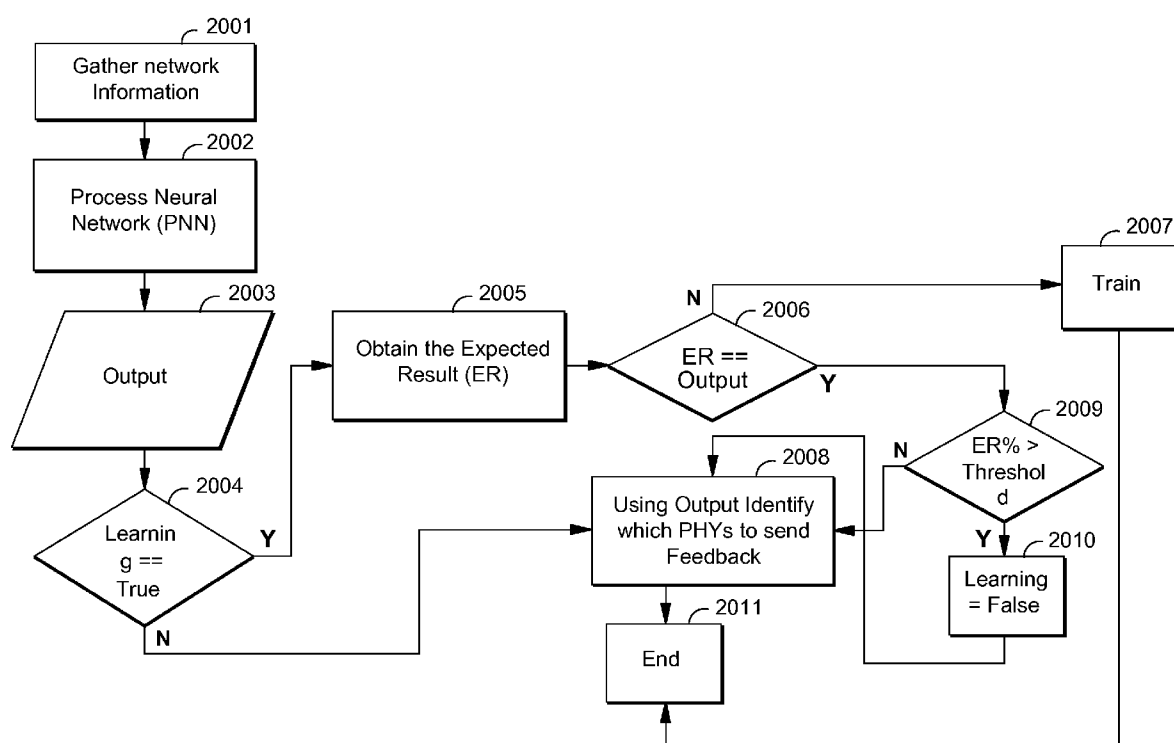 2001
Gather network
Information
2002
Process Neural
Network (PNN)
2003
Output
2004
Learnin
g ==
True
Y
N
2005
Obtain the Expected
Result (ER)
2006
ER ==
Output
N
Y
2007
Train
2009
ER% >
Threshol
d
N
Y
2008
Using Output Identify
which PHYs to send
Feedback
2010
Learning
= False
2011
End